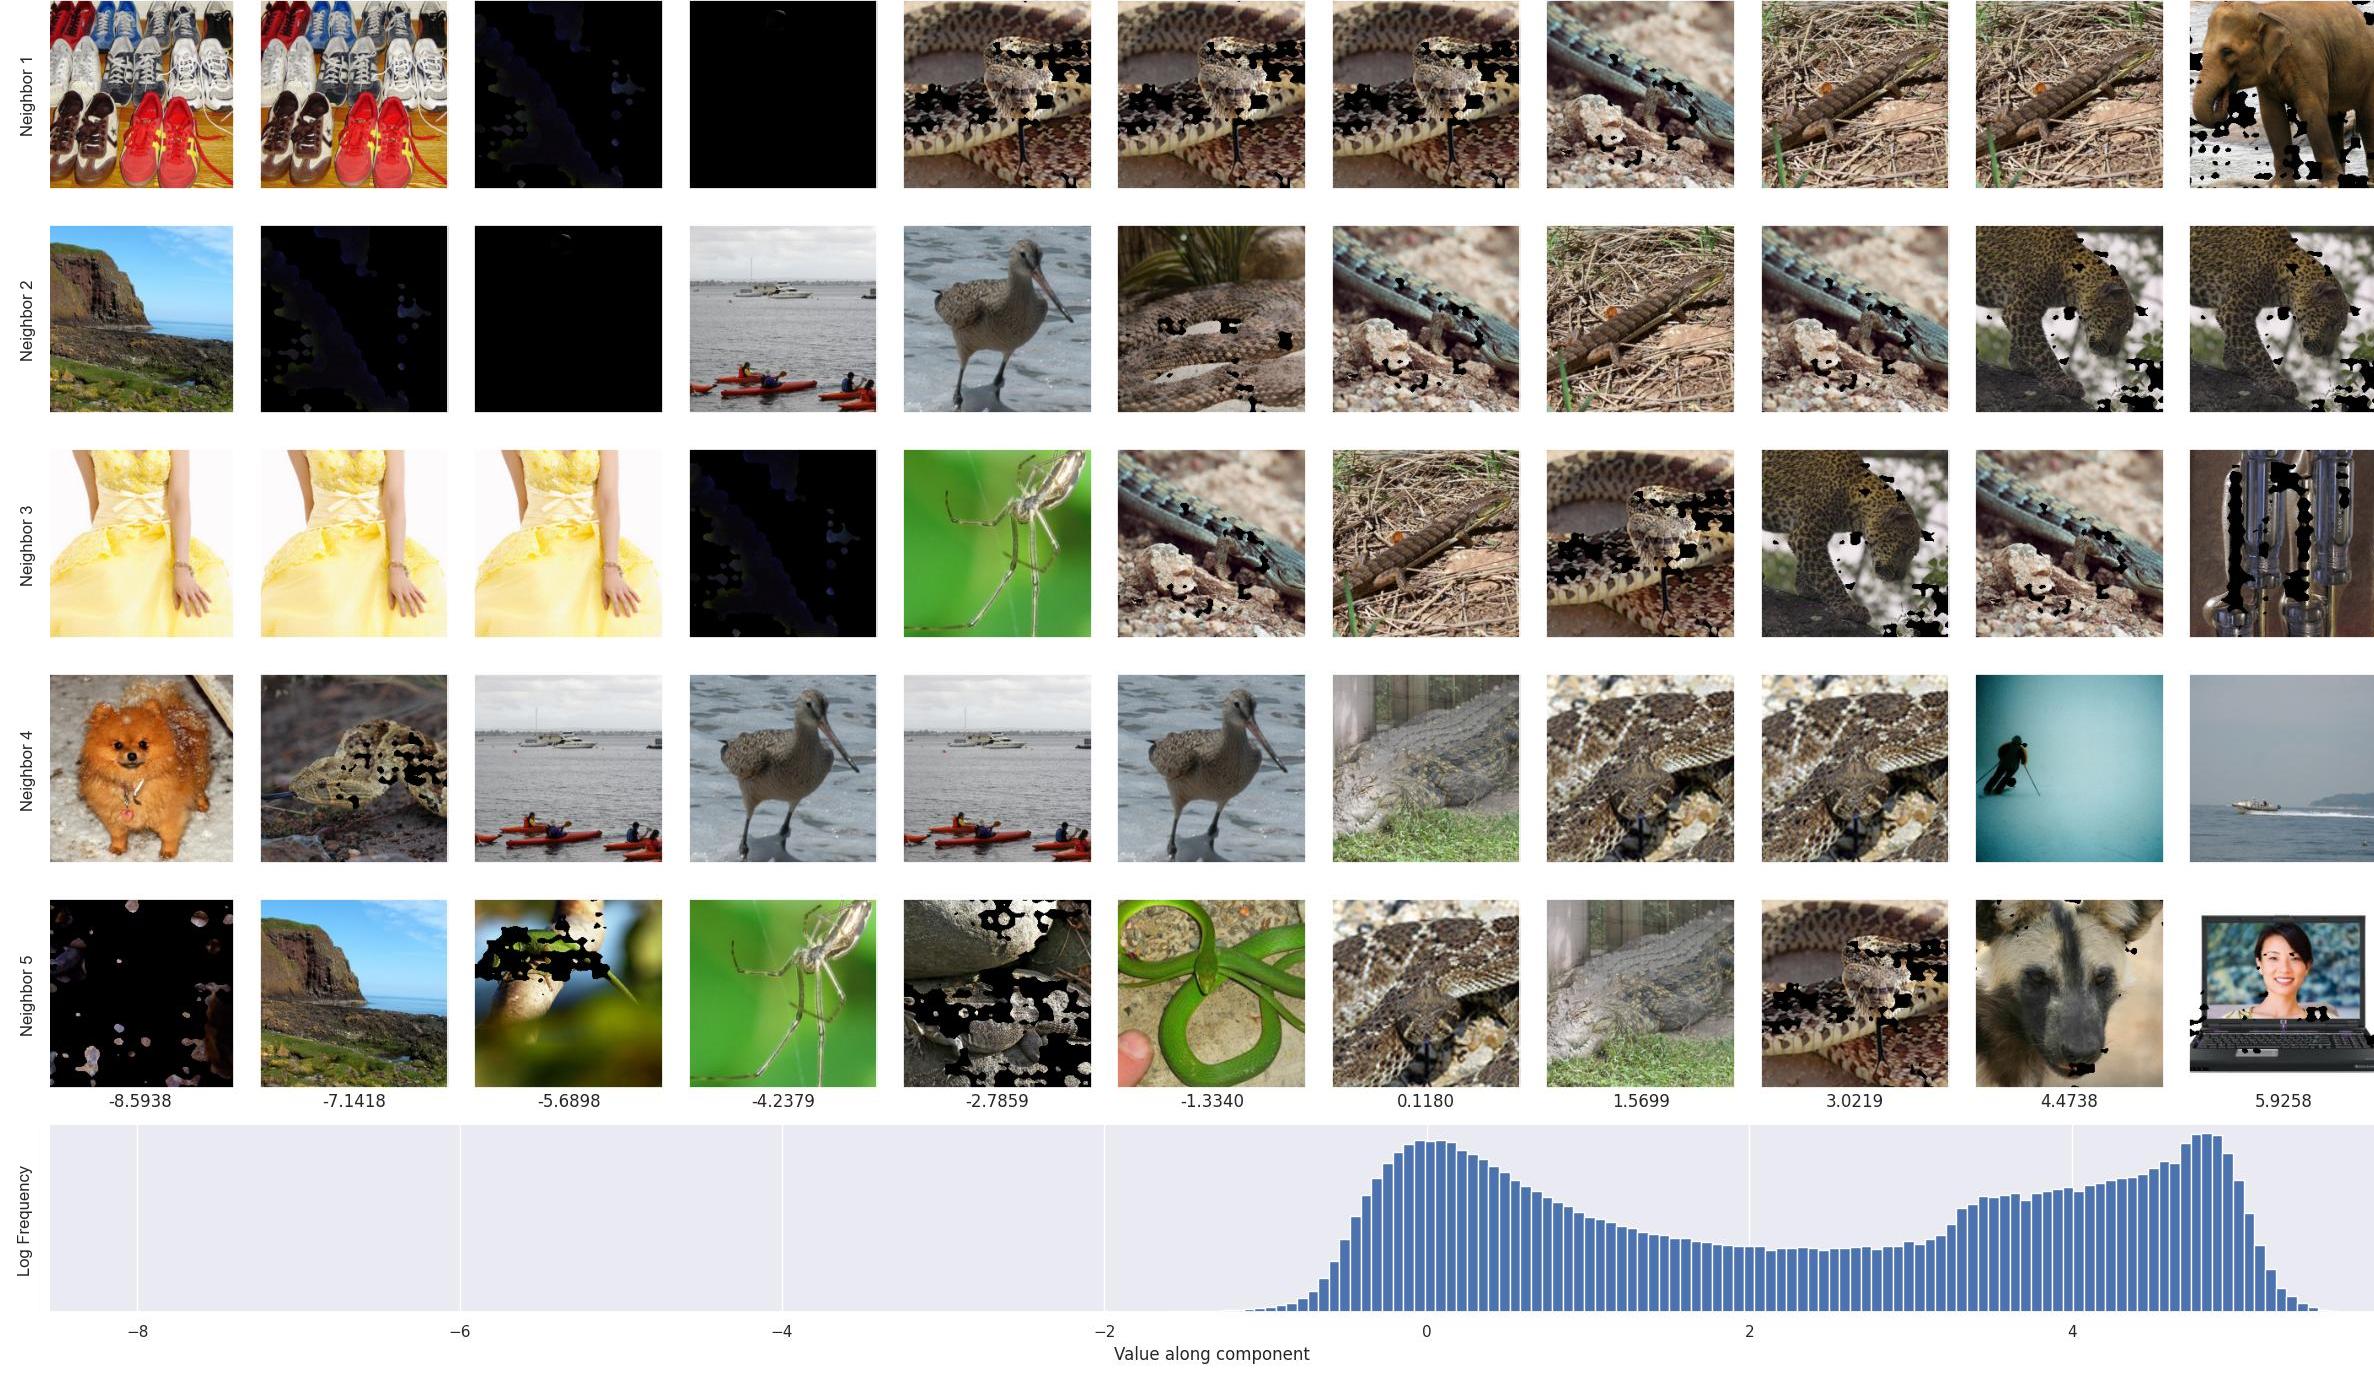 Neighbor 1
Neighbor 2
Neighbor 3
Neighbor 4
Neighbor 5
-8.5938 -7.1418 -5.6898 -4.2379 -2.7859 -1.3340 0.1180 1.5699 3.0219 4.4738 5.9258
Log Frequency
−8 −6 −4 −2 0 2 4
Value along component